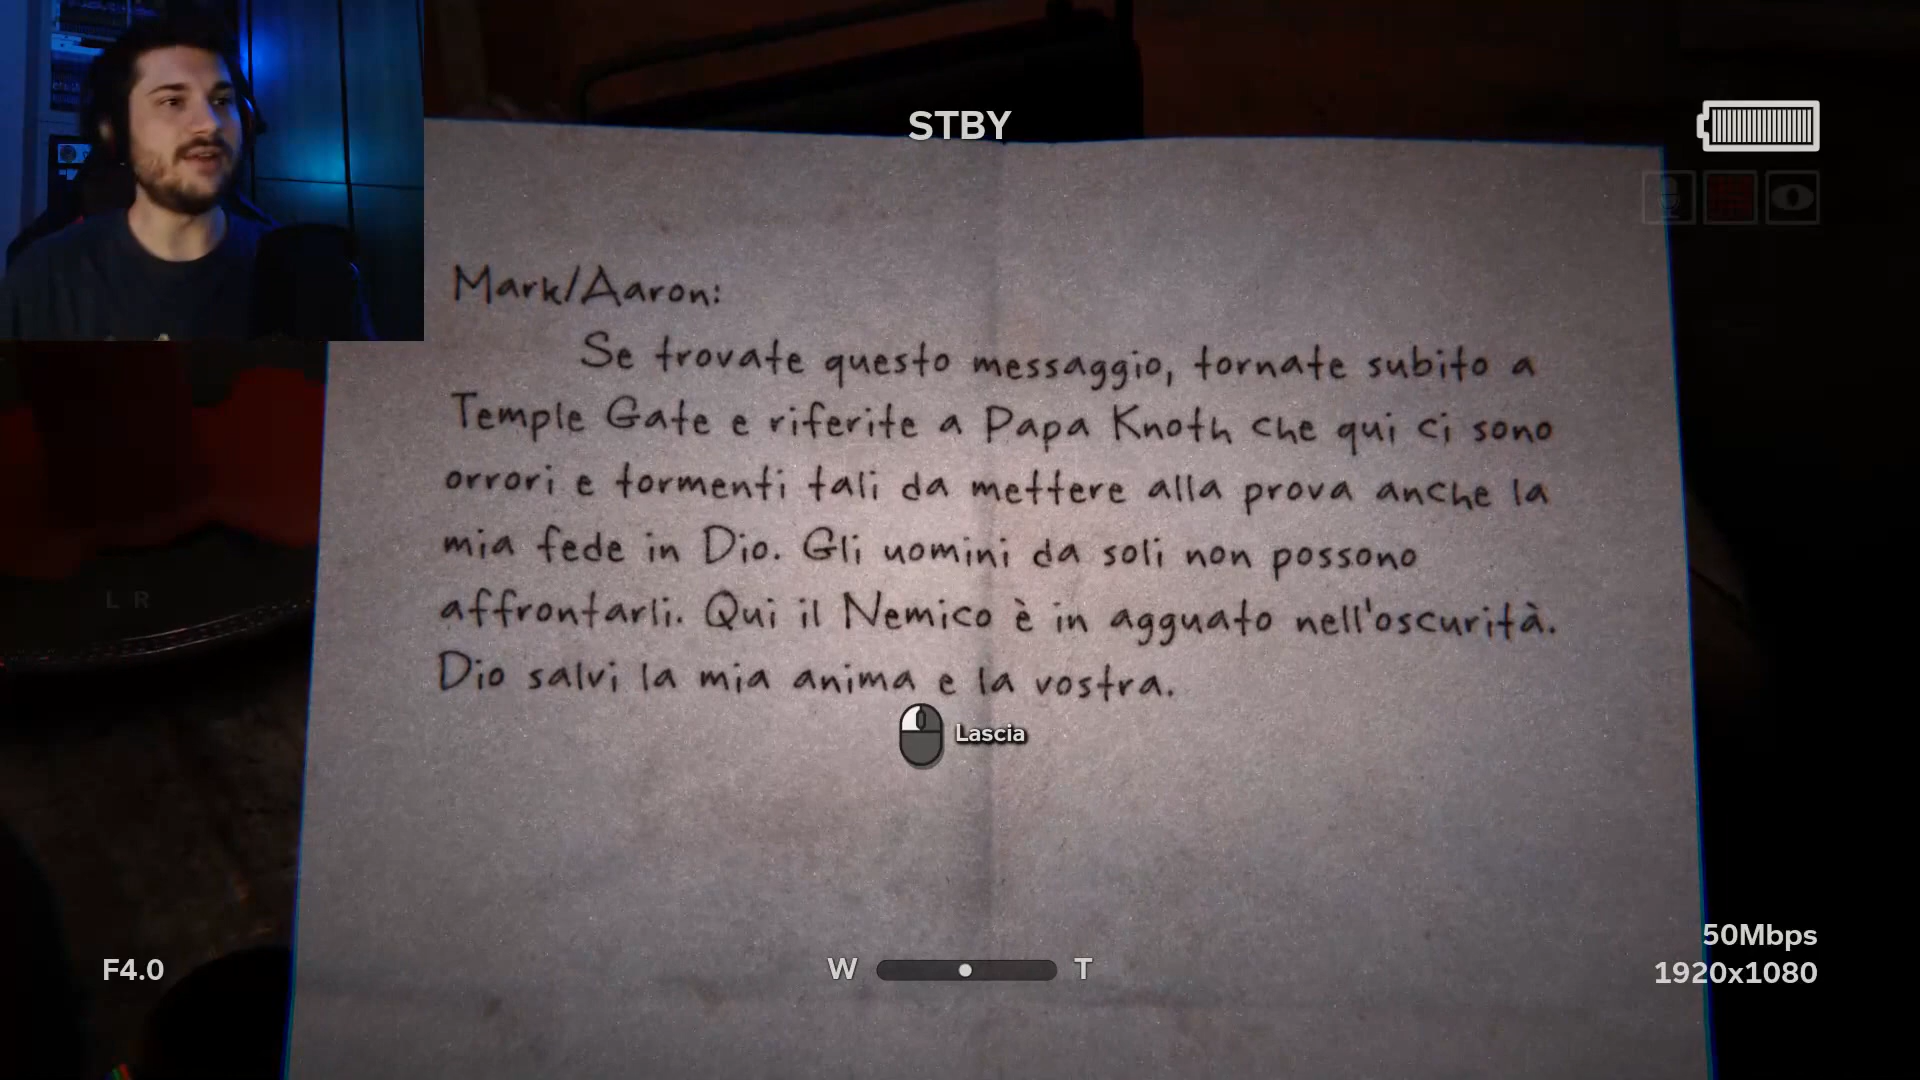 STBY
Mark/Aaron:
Se trovate questo messaggio, tornate subito a
Temple Gate e riferite a Papa Knoth che qui ci sono
orrori e tormenti tali da mettere alla prova anche la
mia fede in Dio. Gli uomini da soli non possono
affrontarli. Qui il Nemico è in agguato nell'oscurità.
Dio salvi la mia anima e la vostra.
Lascia
L R
F4.0
W T
50Mbps
1920x1080